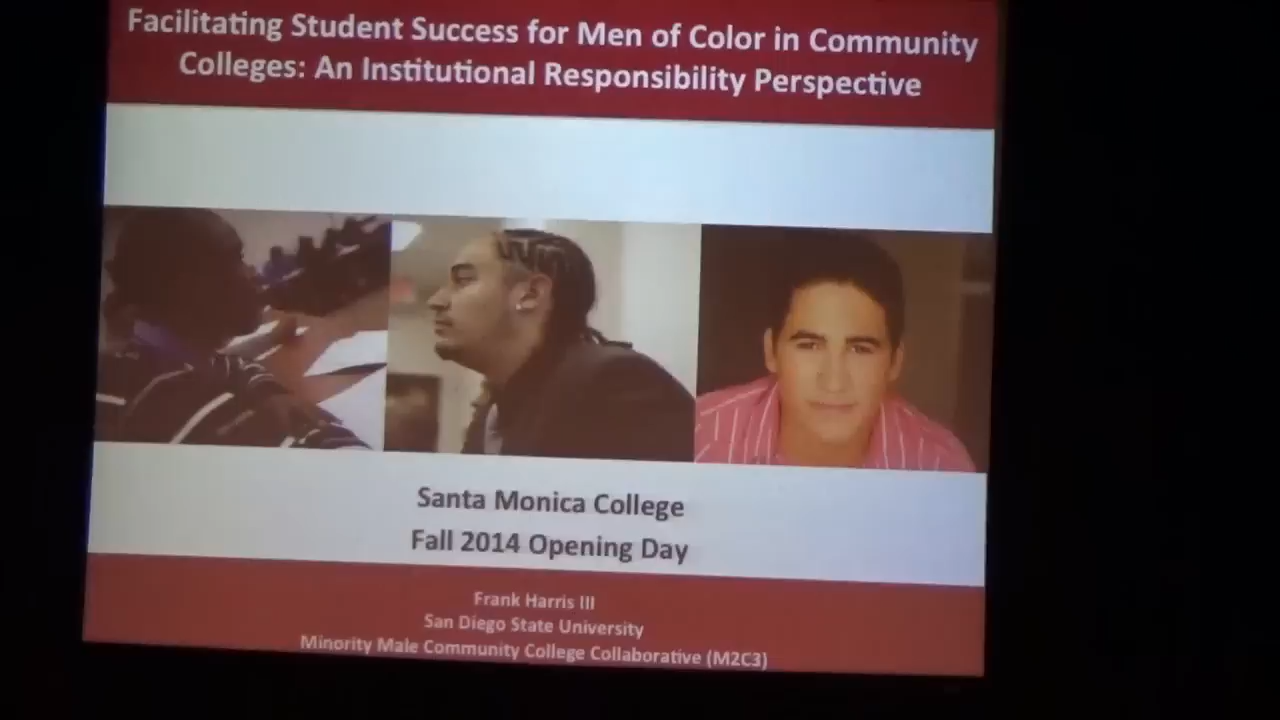 Facilitating Student Success for Men of Color in Community
Colleges: An Institutional Responsibility Perspective
Santa Monica College
Fall 2014 Opening Day
Frank Harris III
San Diego State University
Minority Male Community College Collaborative (M2C3)